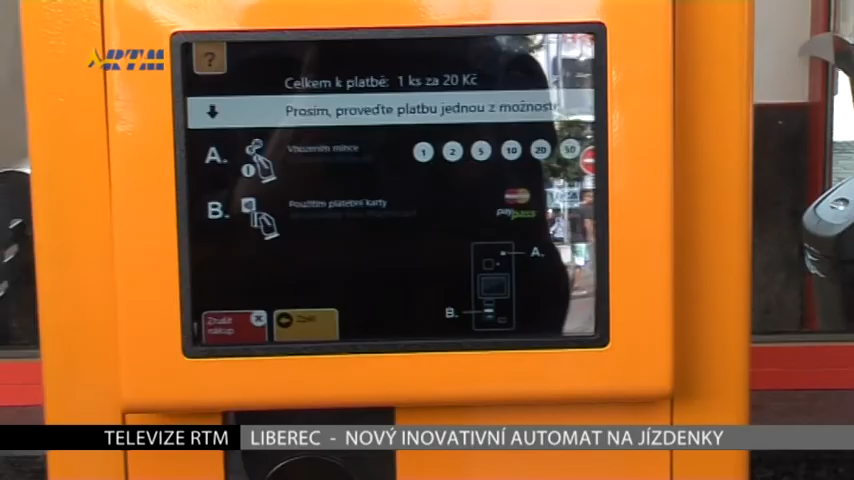 RTM
?
Celkem k platbě: 1 ks za 20 Kč
Prosím, proveďte platbu jednou z možností
A. Vhozením mince 1 2 5 10 20 50
B. Použitím platební karty
PayPass
A.
B.
Zrušit nákup
Zpět
TELEVIZE RTM LIBEREC - NOVÝ INOVATIVNÍ AUTOMAT NA JÍZDENKY